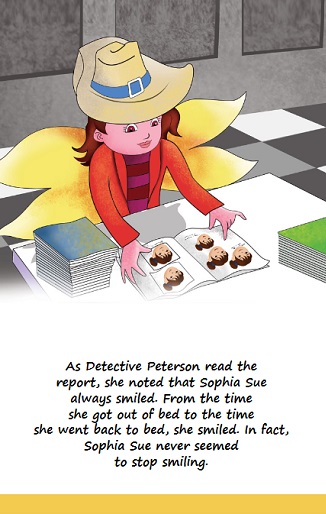 As Detective Peterson read the
report, she noted that Sophia Sue
always smiled. From the time
she got out of bed to the time
she went back to bed, she smiled. In fact,
Sophia Sue never seemed
to stop smiling.